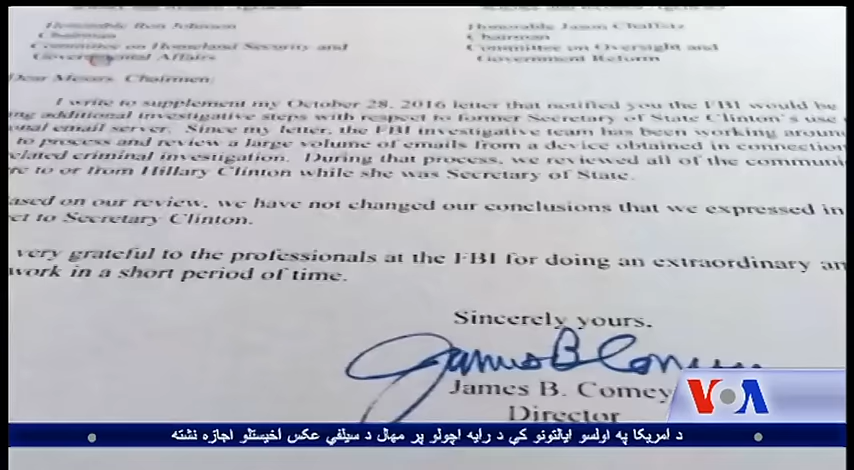 Honorable Ron Johnson
Chairman
Committee on Homeland Security and
Governmental Affairs
Honorable Jason Chaffetz
Chairman
Committee on Oversight and
Government Reform
Dear Messrs. Chairmen:
I write to supplement my October 28, 2016 letter that notified you the FBI would be
ing additional investigative steps with respect to former Secretary of State Clinton's use
onal email server. Since my letter, the FBI investigative team has been working aroun
to process and review a large volume of emails from a device obtained in connection
elated criminal investigation. During that process, we reviewed all of the communi
re to or from Hillary Clinton while she was Secretary of State.
ased on our review, we have not changed our conclusions that we expressed in
ct to Secretary Clinton.
very grateful to the professionals at the FBI for doing an extraordinary an
work in a short period of time.
Sincerely yours,
James B. Comey
James B. Comey
Director
VOA
د امریکا په اولسو ایالتونو کې د رایه اچولو پر مهال د سیلفي عکس اخیستلو اجازه نشته